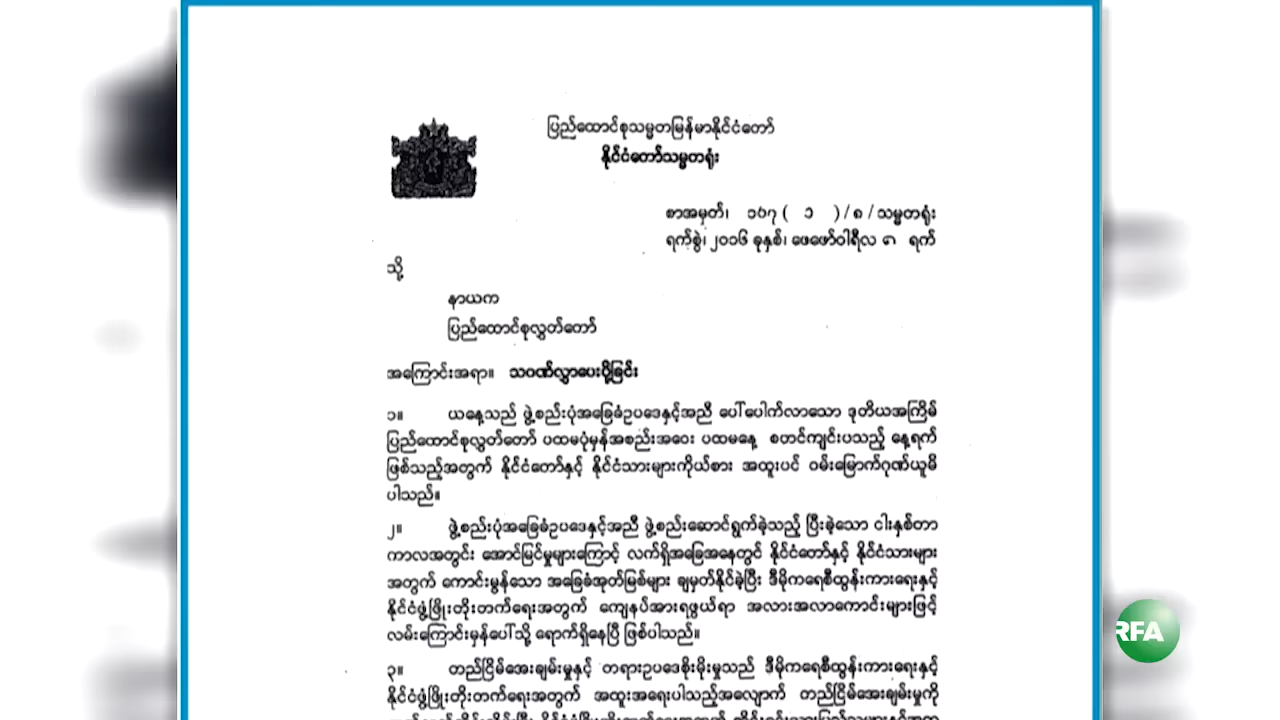 ပြည်ထောင်စုသမ္မတမြန်မာနိုင်ငံတော်
နိုင်ငံတော်သမ္မတရုံး
စာအမှတ်၊ ၁၀၇ ( ၁ ) / ၈ / သမ္မတရုံး
ရက်စွဲ၊ ၂၀၁၆ ခုနှစ်၊ ဖေဖော်ဝါရီလ ၈ ရက်
သို့
နာယက
ပြည်ထောင်စုလွှတ်တော်
အကြောင်းအရာ။ သဝဏ်လွှာပေးပို့ခြင်း
၁။ ယနေ့သည် ဖွဲ့စည်းပုံအခြေခံဥပဒေနှင့်အညီ ပေါ်ပေါက်လာသော ဒုတိယအကြိမ်
ပြည်ထောင်စုလွှတ်တော် ပထမပုံမှန်အစည်းအဝေး ပထမနေ့ စတင်ကျင်းပသည့် နေ့ရက်
ဖြစ်သည့်အတွက် နိုင်ငံတော်နှင့် နိုင်ငံသားများကိုယ်စား အထူးပင် ဝမ်းမြောက်ဂုဏ်ယူမိ
ပါသည်။
၂။ ဖွဲ့စည်းပုံအခြေခံဥပဒေနှင့်အညီ ဖွဲ့စည်းဆောင်ရွက်ခဲ့သည့် ပြီးခဲ့သော ငါးနှစ်တာ
ကာလအတွင်း အောင်မြင်မှုများကြောင့် လက်ရှိအခြေအနေတွင် နိုင်ငံတော်နှင့် နိုင်ငံသားများ
အတွက် ကောင်းမွန်သော အခြေခံအုတ်မြစ်များ ချမှတ်နိုင်ခဲ့ပြီး ဒီမိုကရေစီထွန်းကားရေးနှင့်
နိုင်ငံဖွံ့ဖြိုးတိုးတက်ရေးအတွက် ကျေနပ်အားရဖွယ်ရာ အလားအလာကောင်းများဖြင့်
လမ်းကြောင်းမှန်ပေါ်သို့ ရောက်ရှိနေပြီ ဖြစ်ပါသည်။
၃။ တည်ငြိမ်အေးချမ်းမှုနှင့် တရားဥပဒေစိုးမိုးမှုသည် ဒီမိုကရေစီထွန်းကားရေးနှင့်
နိုင်ငံဖွံ့ဖြိုးတိုးတက်ရေးအတွက် အထူးအရေးပါသည့်အလျောက် တည်ငြိမ်အေးချမ်းမှုကို
RFA